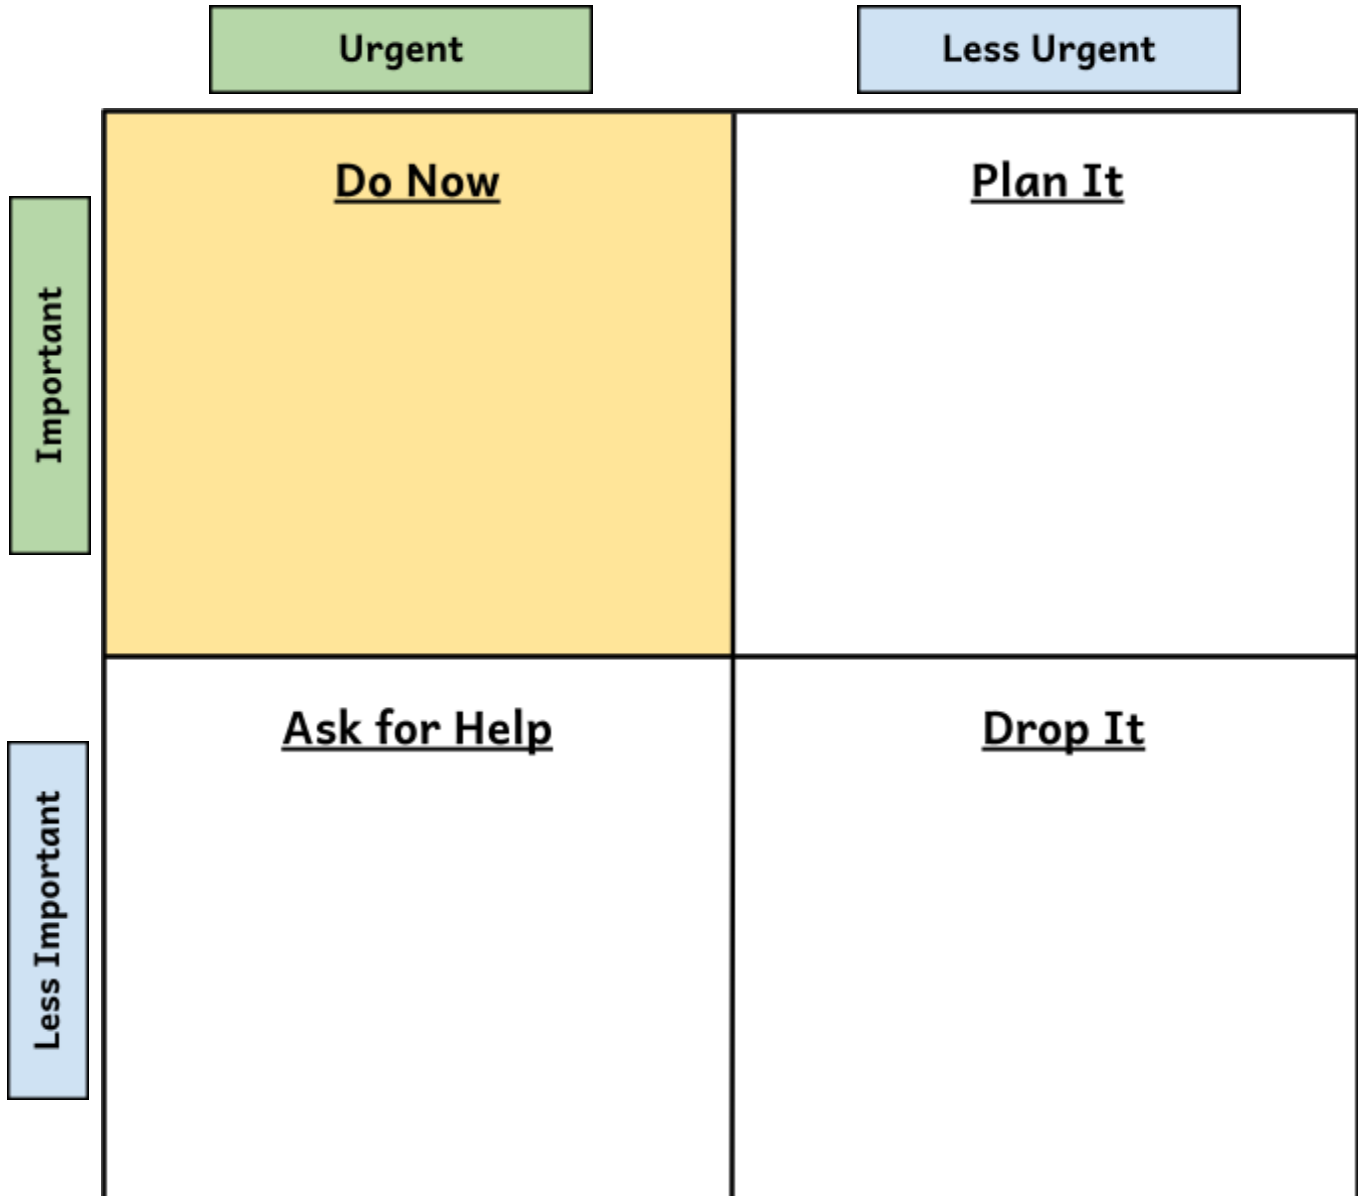 Urgent
Less Urgent
Important
Do Now
Plan It
Less Important
Ask for Help
Drop It